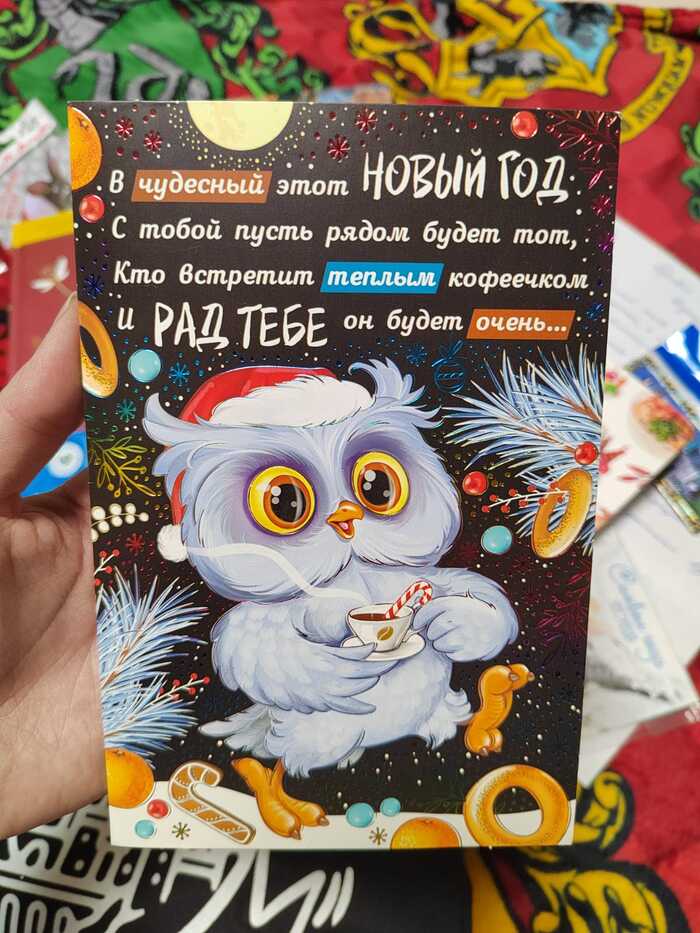 В чудесный этот НОВЫЙ ГОД
С тобой пусть рядом будет тот,
Кто встретит теплым кофеечком
и РАД ТЕБЕ он будет очень...